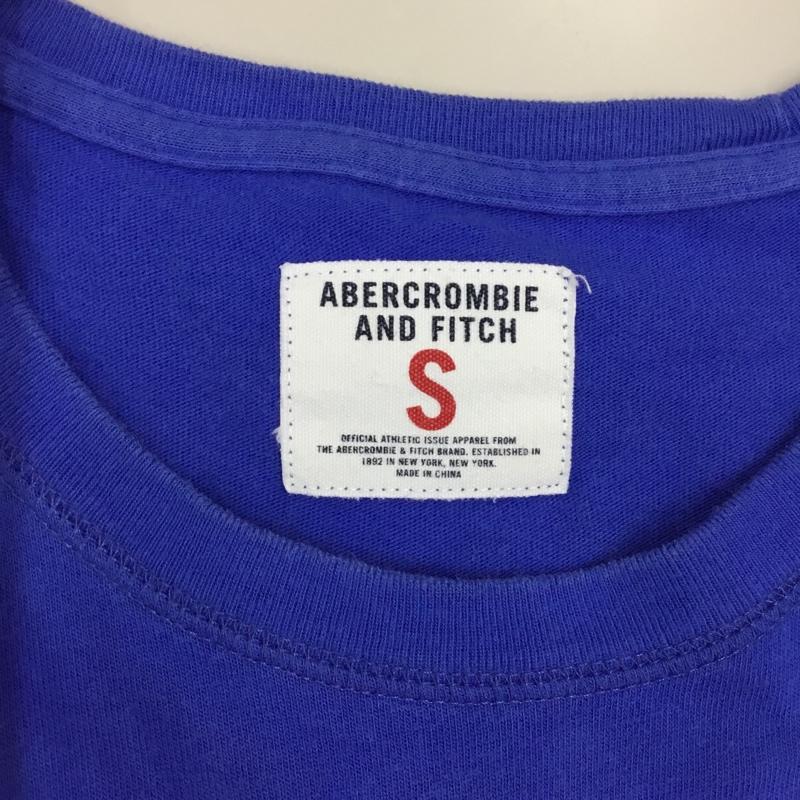 ABERCROMBIE
AND FITCH
S
OFFICIAL ATHLETIC ISSUE APPAREL FROM
THE ABERCROMBIE & FITCH BRAND. ESTABLISHED IN
1892 IN NEW YORK, NEW YORK.
MADE IN CHINA